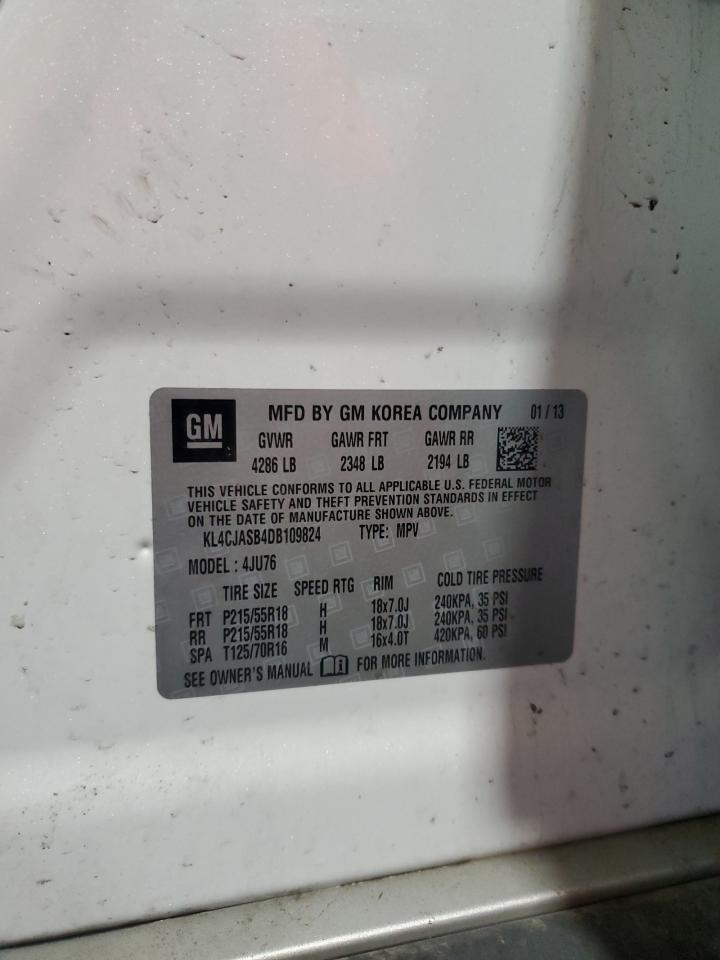 GM
MFD BY GM KOREA COMPANY 01 / 13
GVWR GAWR FRT GAWR RR
4286 LB 2348 LB 2194 LB
THIS VEHICLE CONFORMS TO ALL APPLICABLE U.S. FEDERAL MOTOR
VEHICLE SAFETY AND THEFT PREVENTION STANDARDS IN EFFECT
ON THE DATE OF MANUFACTURE SHOWN ABOVE.
KL4CJASB4DB109824 TYPE: MPV
MODEL : 4JU76
TIRE SIZE SPEED RTG RIM COLD TIRE PRESSURE
FRT P215/55R18 H 18x7.0J 240KPA, 35 PSI
RR P215/55R18 H 18x7.0J 240KPA, 35 PSI
SPA T125/70R16 M 16x4.0T 420KPA, 60 PSI
SEE OWNER'S MANUAL FOR MORE INFORMATION.